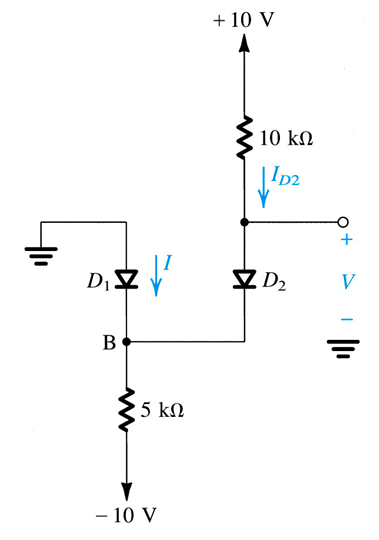 +10 V
10 kΩ
I_D2
+
V
−
D₁
I
D₂
B
5 kΩ
−10 V